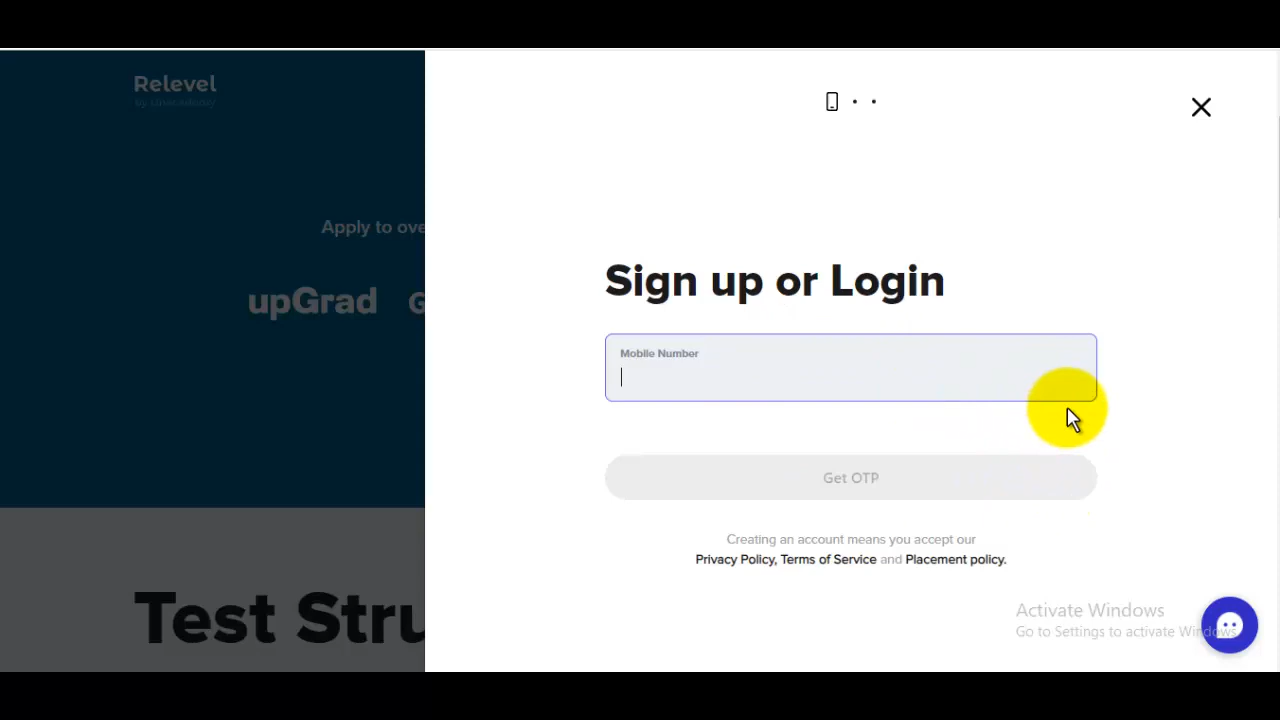 Relevel
by Unacademy
Apply to ove
upGrad G
Test Stru
Sign up or Login
Mobile Number
Get OTP
Creating an account means you accept our
Privacy Policy, Terms of Service and Placement policy.
Activate Windows
Go to Settings to activate Windows.